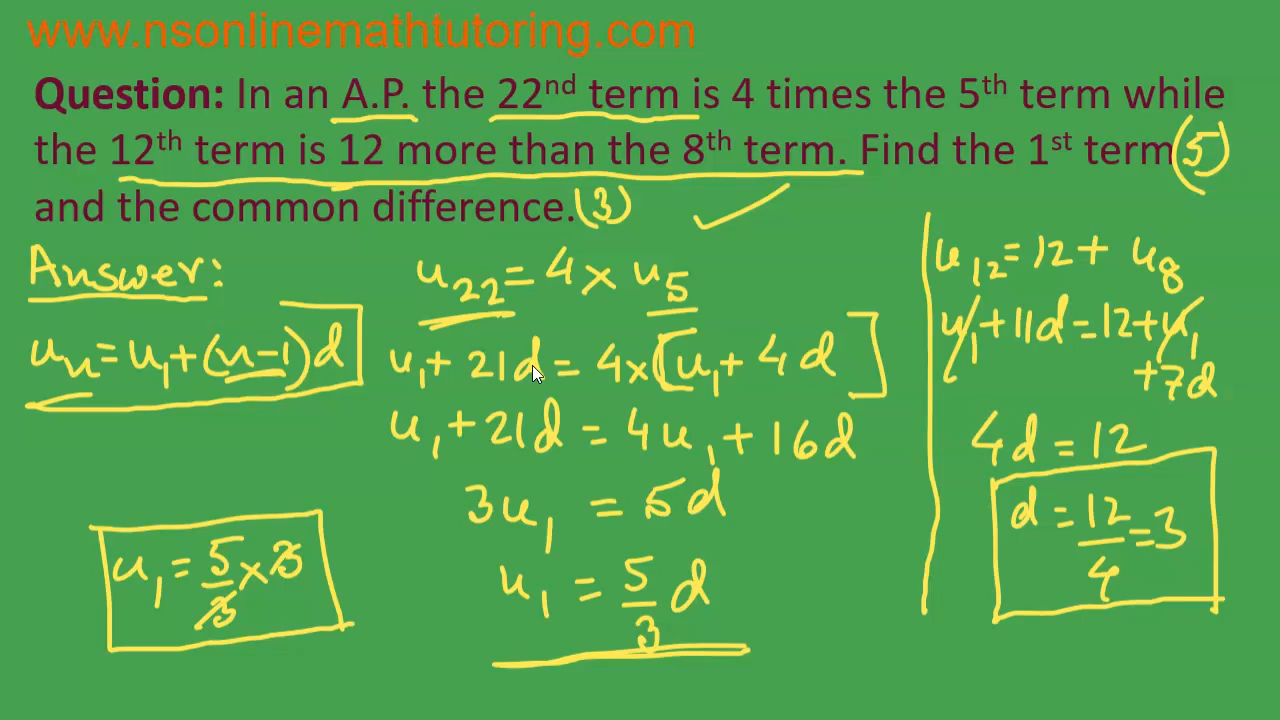 www.nsonlinemathtutoring.com
Question: In an A.P. the 22nd term is 4 times the 5th term while
the 12th term is 12 more than the 8th term. Find the 1st term (5)
and the common difference. (3)
Answer:
uₙ = u₁ + (n-1)d
u₂₂ = 4 × u₅
u₁ + 21d = 4 × [u₁ + 4d]
u₁ + 21d = 4u₁ + 16d
3u₁ = 5d
u₁ = 5/3 d
u₁₂ = 12 + u₈
u₁ + 11d = 12 + u₁
+ 7d
4d = 12
d = 12/4 = 3
u₁ = 5/3 × 3